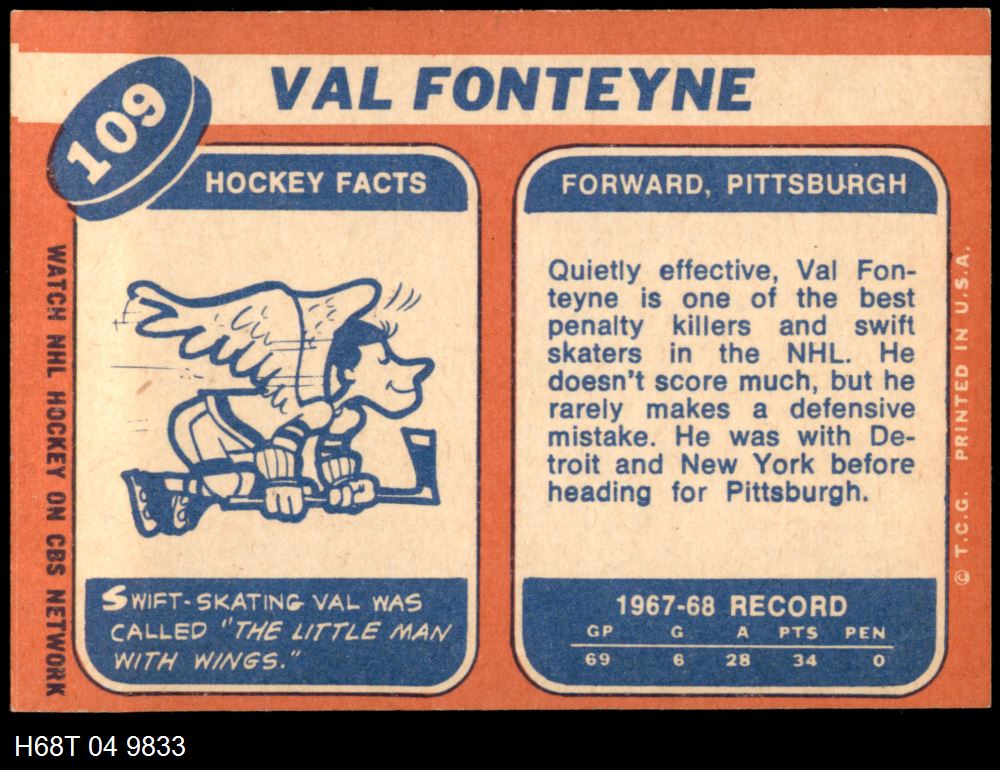 VAL FONTEYNE
109
HOCKEY FACTS
SWIFT-SKATING VAL WAS
CALLED "THE LITTLE MAN
WITH WINGS."
FORWARD, PITTSBURGH
Quietly effective, Val Fon-
teyne is one of the best
penalty killers and swift
skaters in the NHL. He
doesn't score much, but he
rarely makes a defensive
mistake. He was with De-
troit and New York before
heading for Pittsburgh.
1967-68 RECORD
GP G A PTS PEN
69 6 28 34 0
WATCH NHL HOCKEY ON CBS NETWORK
© T.C.G. PRINTED IN U.S.A.
H68T 04 9833